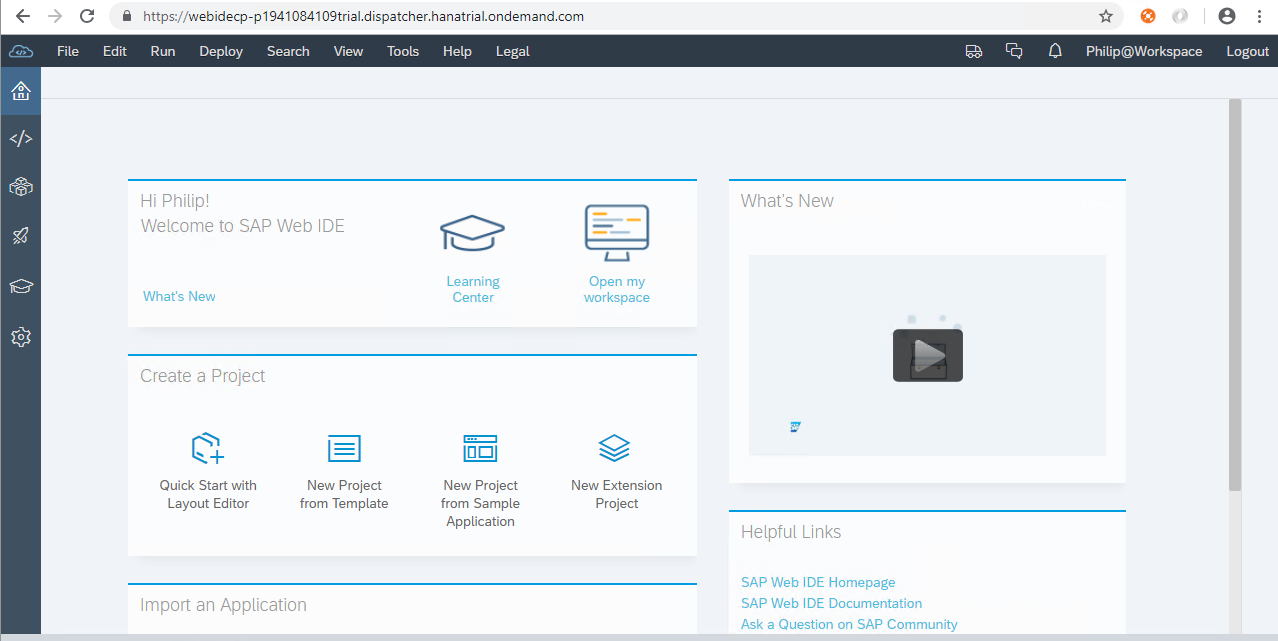 https://webidecp-p1941084109trial.dispatcher.hanatrial.ondemand.com
File Edit Run Deploy Search View Tools Help Legal Philip@Workspace Logout
Hi Philip!
Welcome to SAP Web IDE
What's New
Learning
Center
Open my
workspace
Create a Project
Quick Start with
Layout Editor
New Project
from Template
New Project
from Sample
Application
New Extension
Project
Import an Application
What's New
SAP
Helpful Links
SAP Web IDE Homepage
SAP Web IDE Documentation
Ask a Question on SAP Community